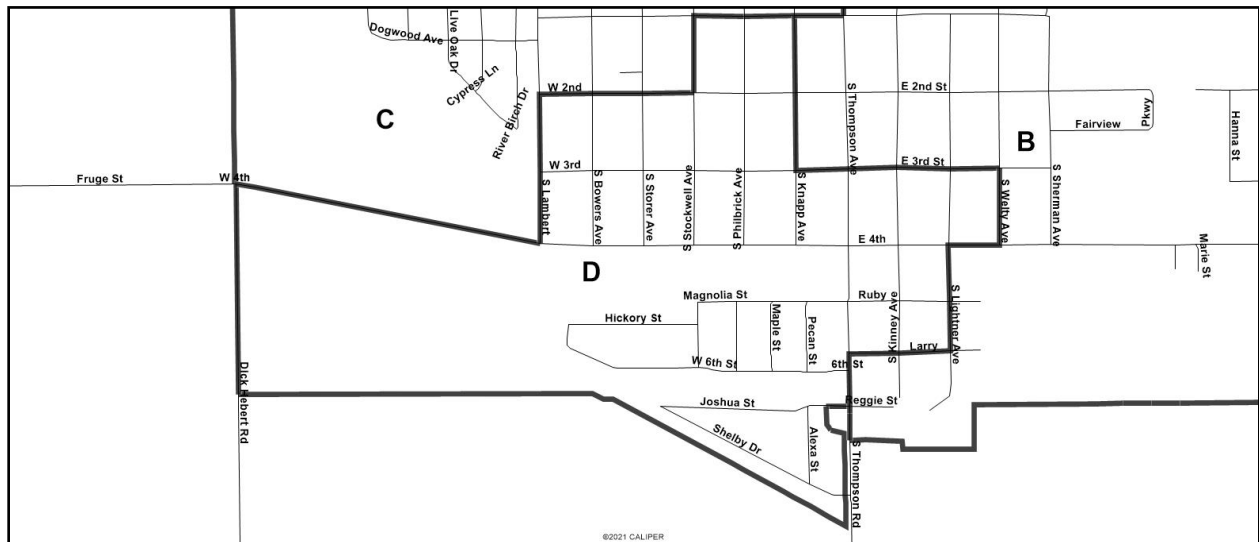 Dogwood Ave
Live Oak Dr
Cypress Ln
River Birch Dr
C
W 2nd
S Thompson Ave
E 2nd St
Fairview
Pkwy
Hanna St
B
W 3rd
E 3rd St
Fruge St
W 4th
S Lambert
S Bowers Ave
S Storer Ave
S Stockwell Ave
S Philbrick Ave
S Knapp Ave
S Welty Ave
S Sherman Ave
E 4th
Marie St
D
Magnolia St
Ruby
S Kinney Ave
S Lightner Ave
Hickory St
Maple St
Pecan St
Larry
W 6th St
6th St
Dick Hebert Rd
Joshua St
Reggie St
Shelby Dr
Alexa St
S Thompson Rd
©2021 CALIPER